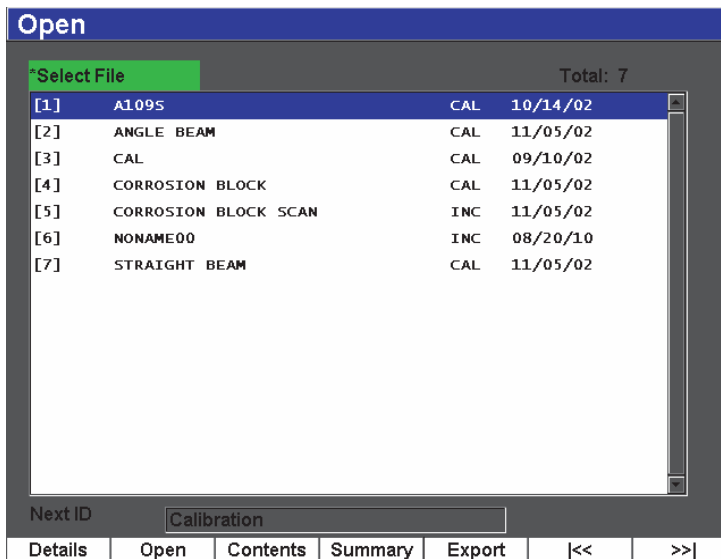 Open
*Select File Total: 7
[1] A109S CAL 10/14/02
[2] ANGLE BEAM CAL 11/05/02
[3] CAL CAL 09/10/02
[4] CORROSION BLOCK CAL 11/05/02
[5] CORROSION BLOCK SCAN INC 11/05/02
[6] NONAME00 INC 08/20/10
[7] STRAIGHT BEAM CAL 11/05/02
Next ID Calibration
Details Open Contents Summary Export |<< >>|